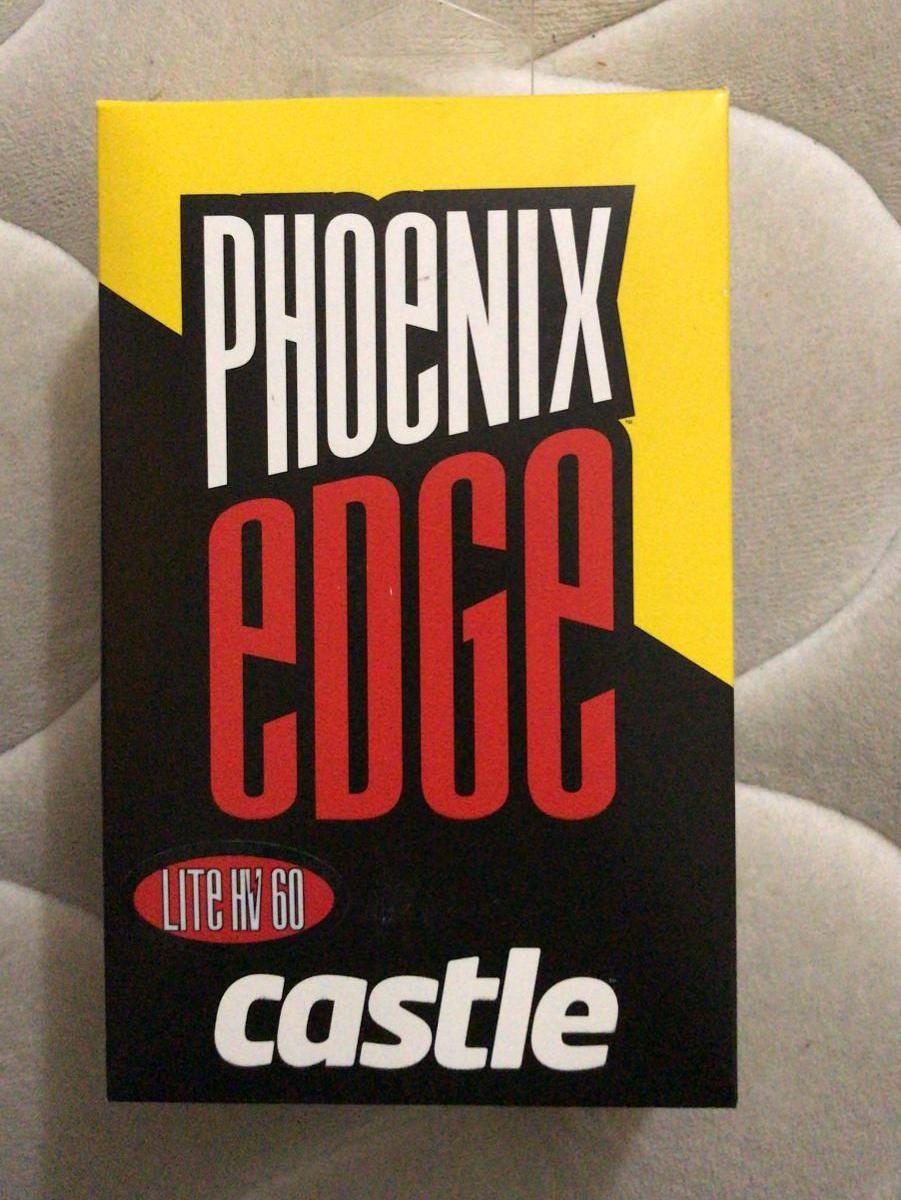 PHOENIX
eDGe
LITe HV 60
castle